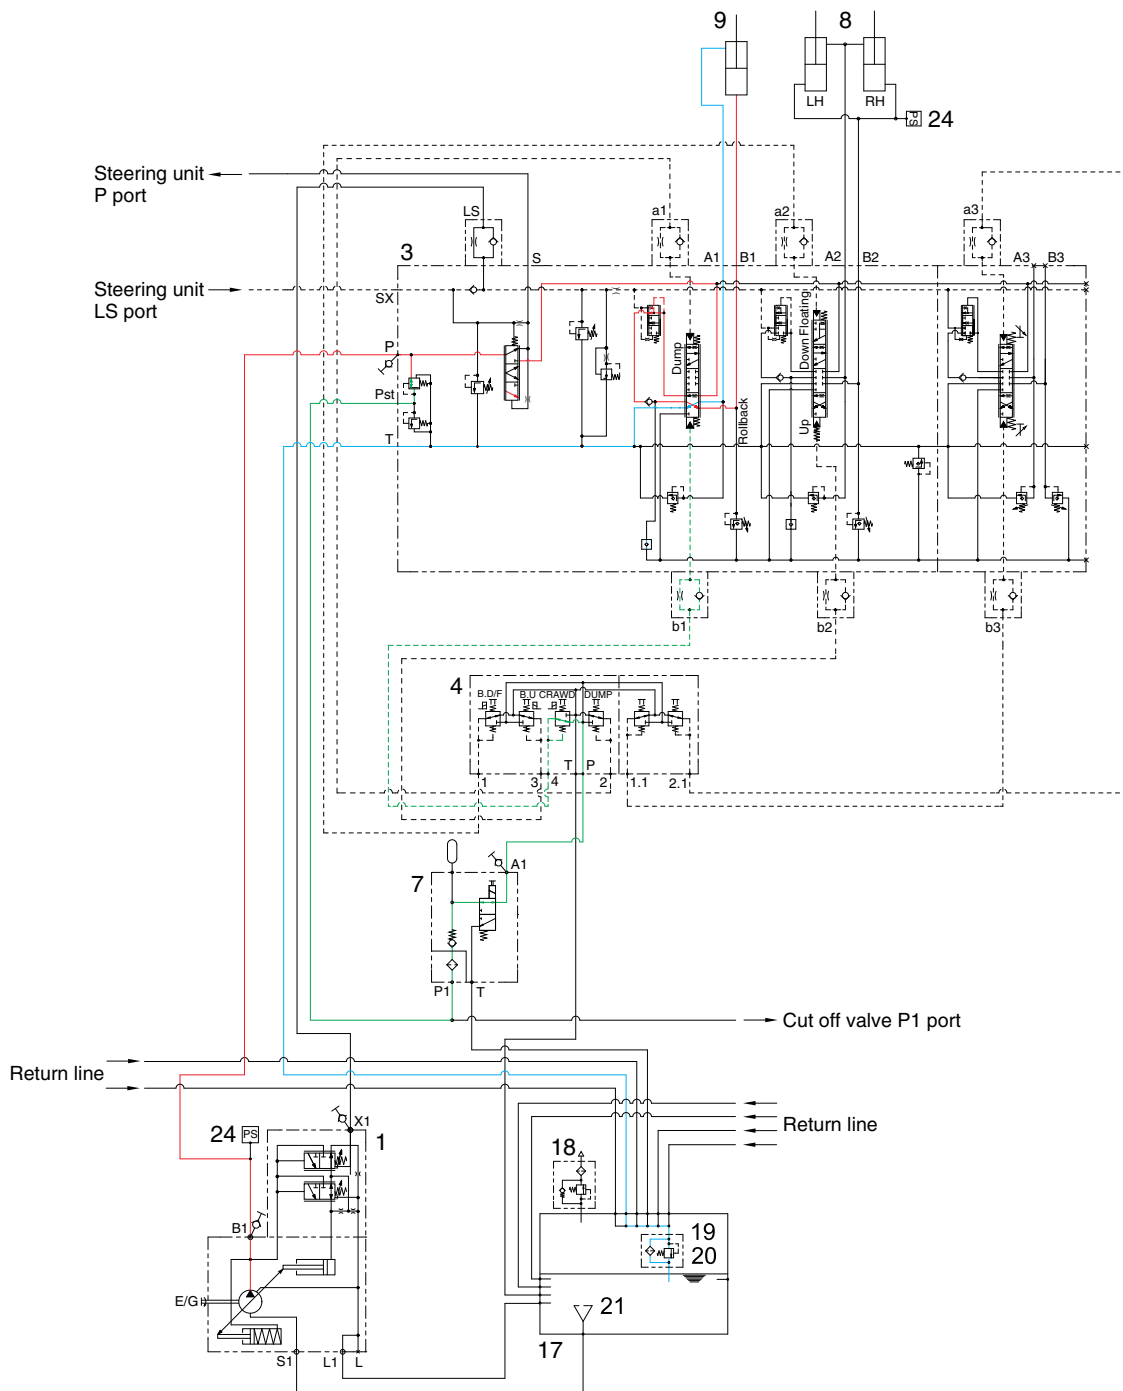 9
8
LH
RH
PS
24
Steering unit
P port
LS
a1
a2
a3
3
S
A1
B1
A2
B2
A3
B3
Steering unit
LS port
SX
P
Dump
Down Floating
Pst
T
Rollback
Up
b1
b2
b3
4
B.D/F
B.U
CRAWD
DUMP
T
P
1
3
4
2
1.1
2.1
A1
7
P1
T
Cut off valve P1 port
Return line
X1
24
PS
1
Return line
18
B1
19
20
E/G
21
17
S1
L1
L